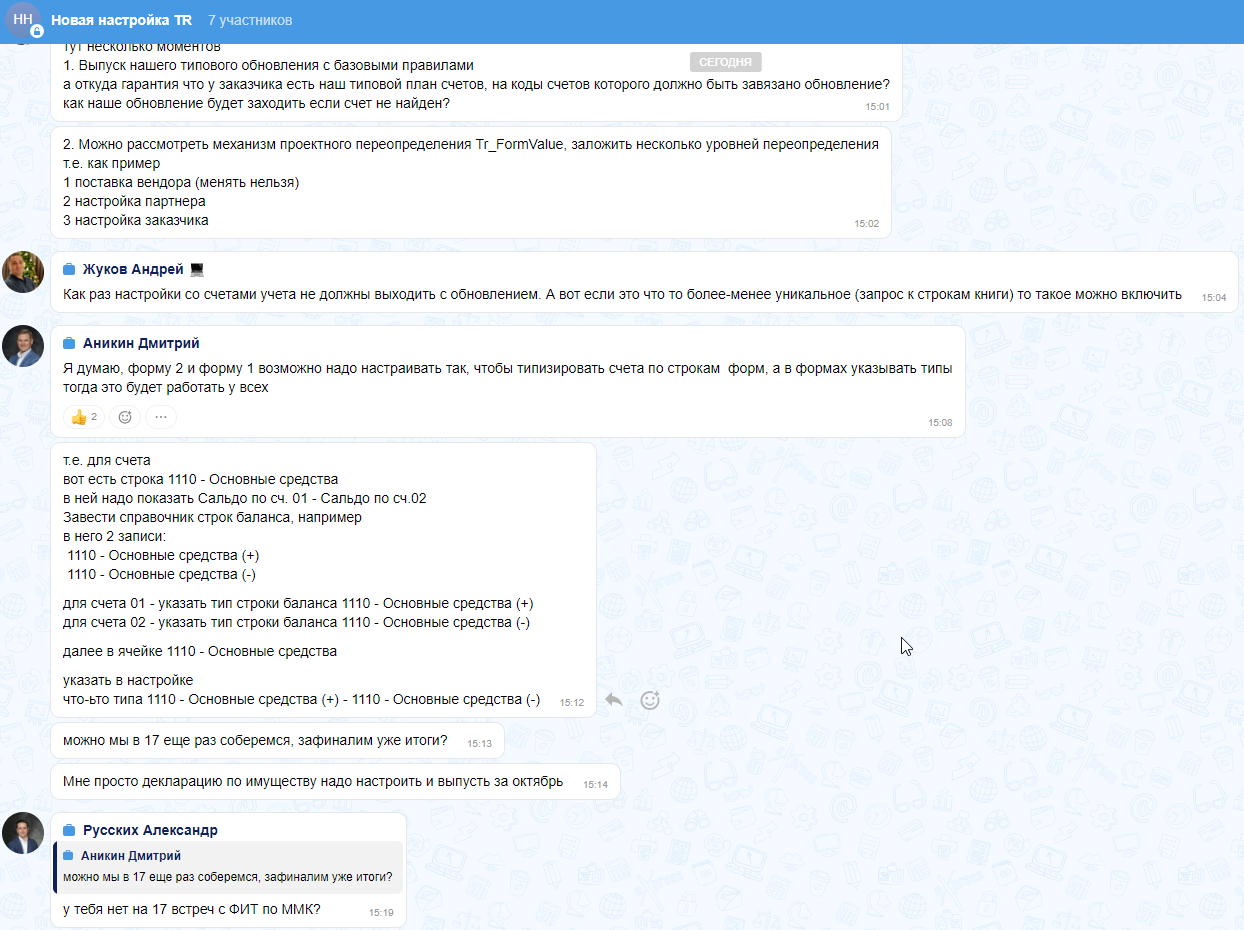 НН
Новая настройка TR 7 участников
тут несколько моментов
СЕГОДНЯ
1. Выпуск нашего типового обновления с базовыми правилами
а откуда гарантия что у заказчика есть наш типовой план счетов, на коды счетов которого должно быть завязано обновление?
как наше обновление будет заходить если счет не найден?
15:01
2. Можно рассмотреть механизм проектного переопределения Tr_FormValue, заложить несколько уровней переопределения
т.е. как пример
1 поставка вендора (менять нельзя)
2 настройка партнера
3 настройка заказчика
15:02
Жуков Андрей
Как раз настройки со счетами учета не должны выходить с обновлением. А вот если это что то более-менее уникальное (запрос к строкам книги) то такое можно включить 15:04
Аникин Дмитрий
Я думаю, форму 2 и форму 1 возможно надо настраивать так, чтобы типизировать счета по строкам форм, а в формах указывать типы
тогда это будет работать у всех
2
15:08
т.е. для счета
вот есть строка 1110 - Основные средства
в ней надо показать Сальдо по сч. 01 - Сальдо по сч.02
Завести справочник строк баланса, например
в него 2 записи:
1110 - Основные средства (+)
1110 - Основные средства (-)
для счета 01 - указать тип строки баланса 1110 - Основные средства (+)
для счета 02 - указать тип строки баланса 1110 - Основные средства (-)
далее в ячейке 1110 - Основные средства
указать в настройке
что-ьто типа 1110 - Основные средства (+) - 1110 - Основные средства (-) 15:12
можно мы в 17 еще раз соберемся, зафиналим уже итоги? 15:13
Мне просто декларацию по имуществу надо настроить и выпусть за октябрь 15:14
Русских Александр
Аникин Дмитрий
можно мы в 17 еще раз соберемся, зафиналим уже итоги?
у тебя нет на 17 встреч с ФИТ по ММК? 15:19